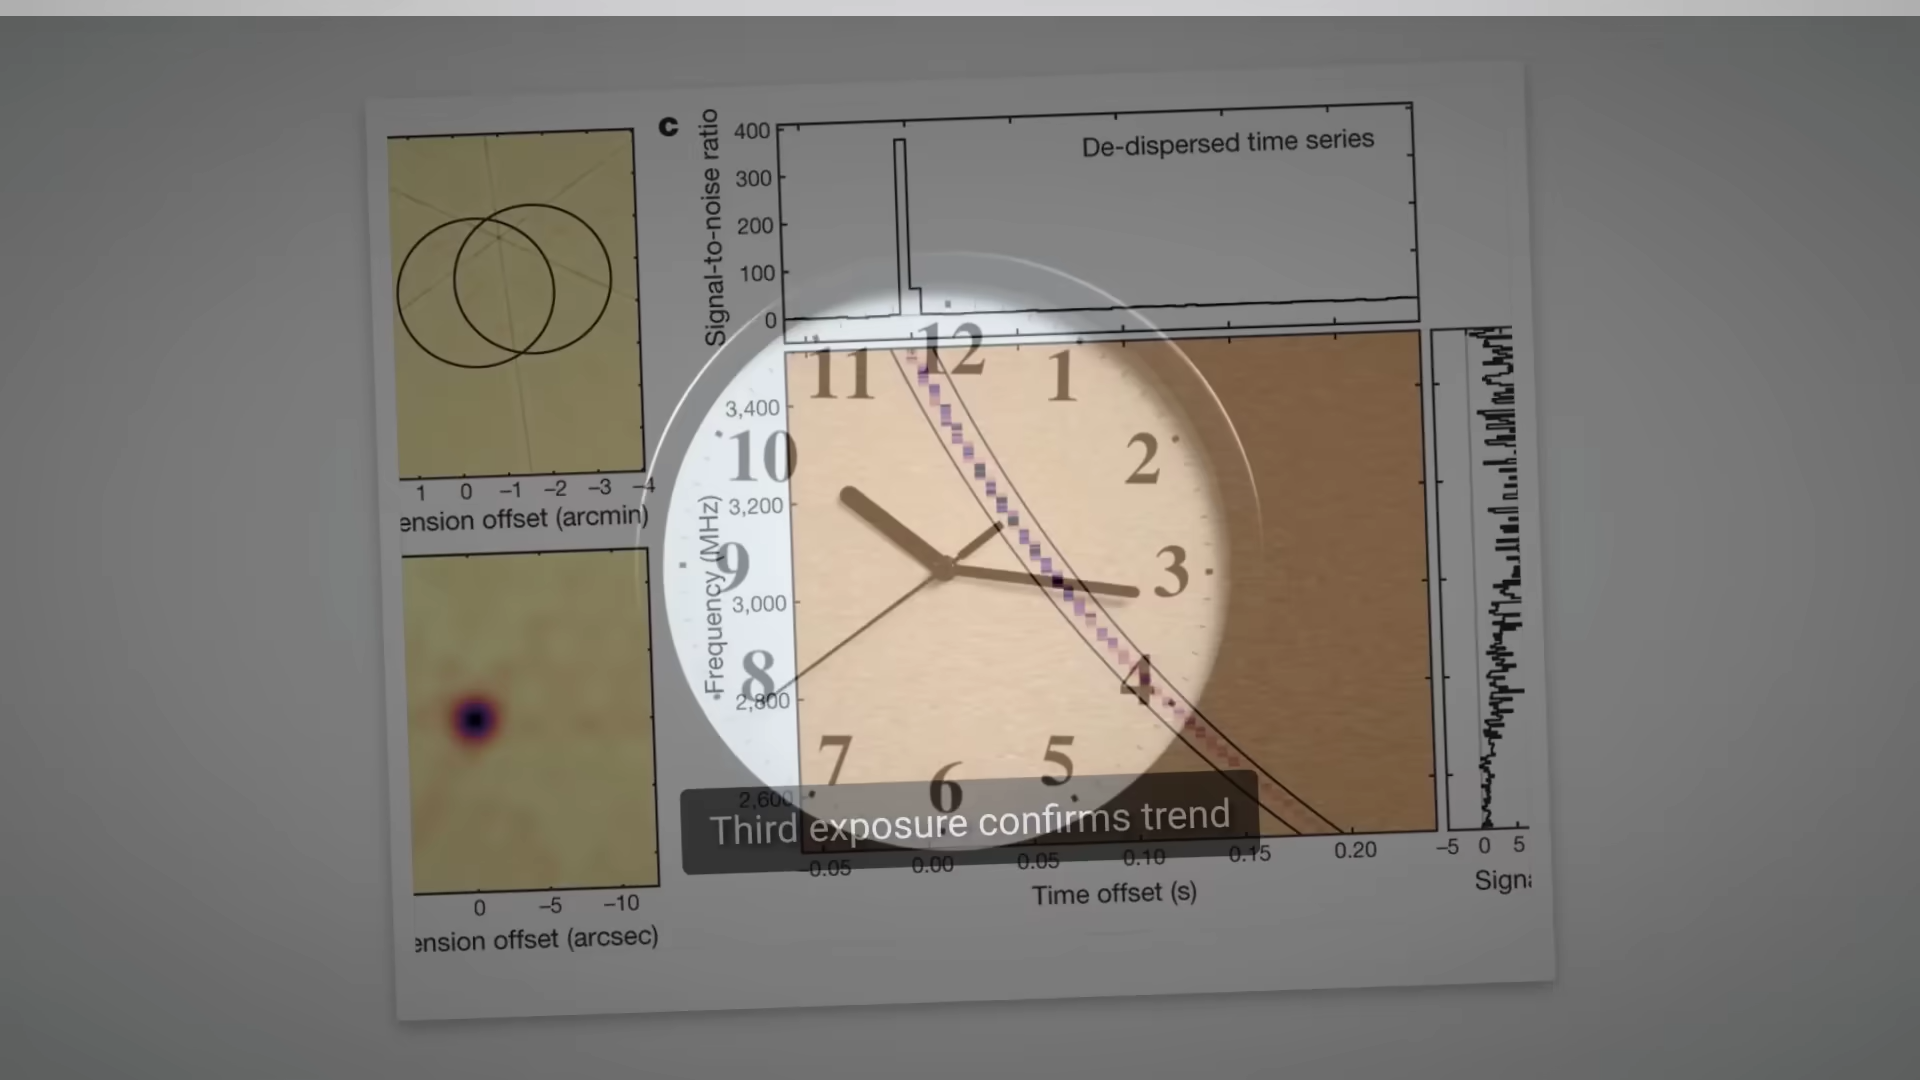 c
Signal-to-noise ratio
400
300
200
100
0
De-dispersed time series
1 0 −1 −2 −3 −4
ension offset (arcmin)
0 −5 −10
ension offset (arcsec)
Frequency (MHz)
3,400
3,200
3,000
2,800
2,600
−0.05 0.00 0.05 0.10 0.15 0.20
Time offset (s)
−5 0 5
Signa
12
1
2
3
4
5
6
7
8
9
10
11
Third exposure confirms trend